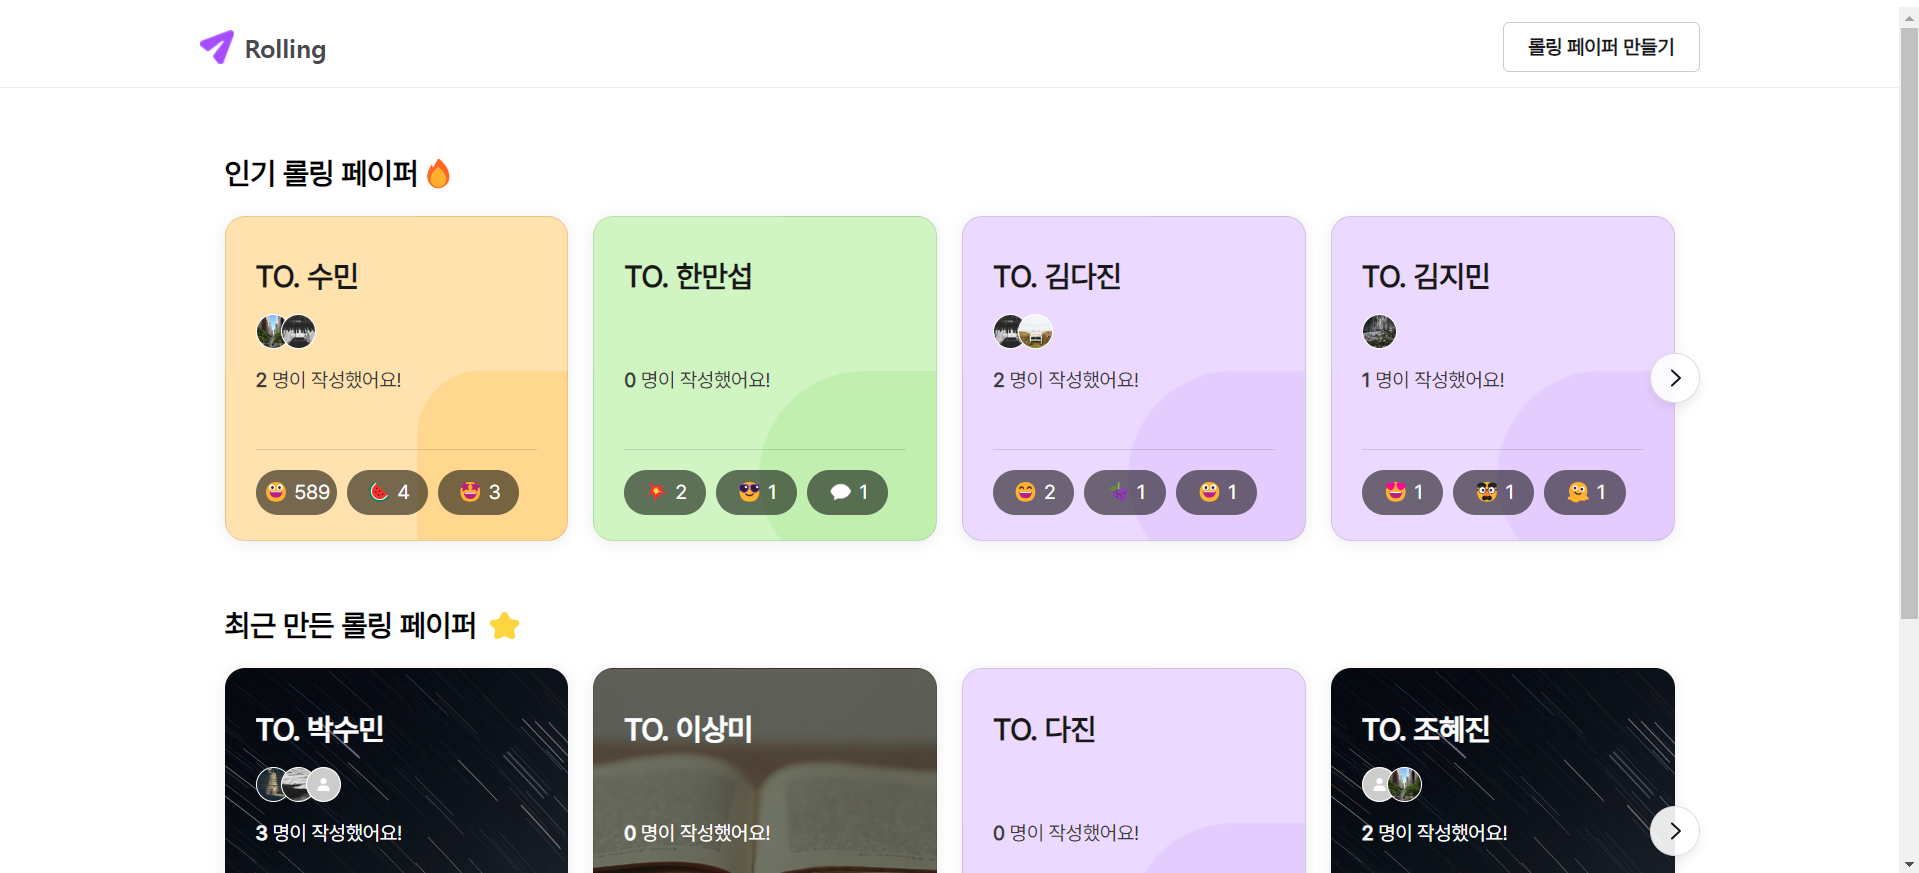 Rolling
롤링 페이퍼 만들기
인기 롤링 페이퍼 🔥
TO. 수민
2 명이 작성했어요!
😀 589 🍉 4 🤩 3
TO. 한만섭
0 명이 작성했어요!
💥 2 😎 1 💬 1
TO. 김다진
2 명이 작성했어요!
😄 2 🍇 1 😀 1
TO. 김지민
1 명이 작성했어요!
😍 1 🥸 1 🫠 1
최근 만든 롤링 페이퍼 ⭐
TO. 박수민
3 명이 작성했어요!
TO. 이상미
0 명이 작성했어요!
TO. 다진
0 명이 작성했어요!
TO. 조혜진
2 명이 작성했어요!